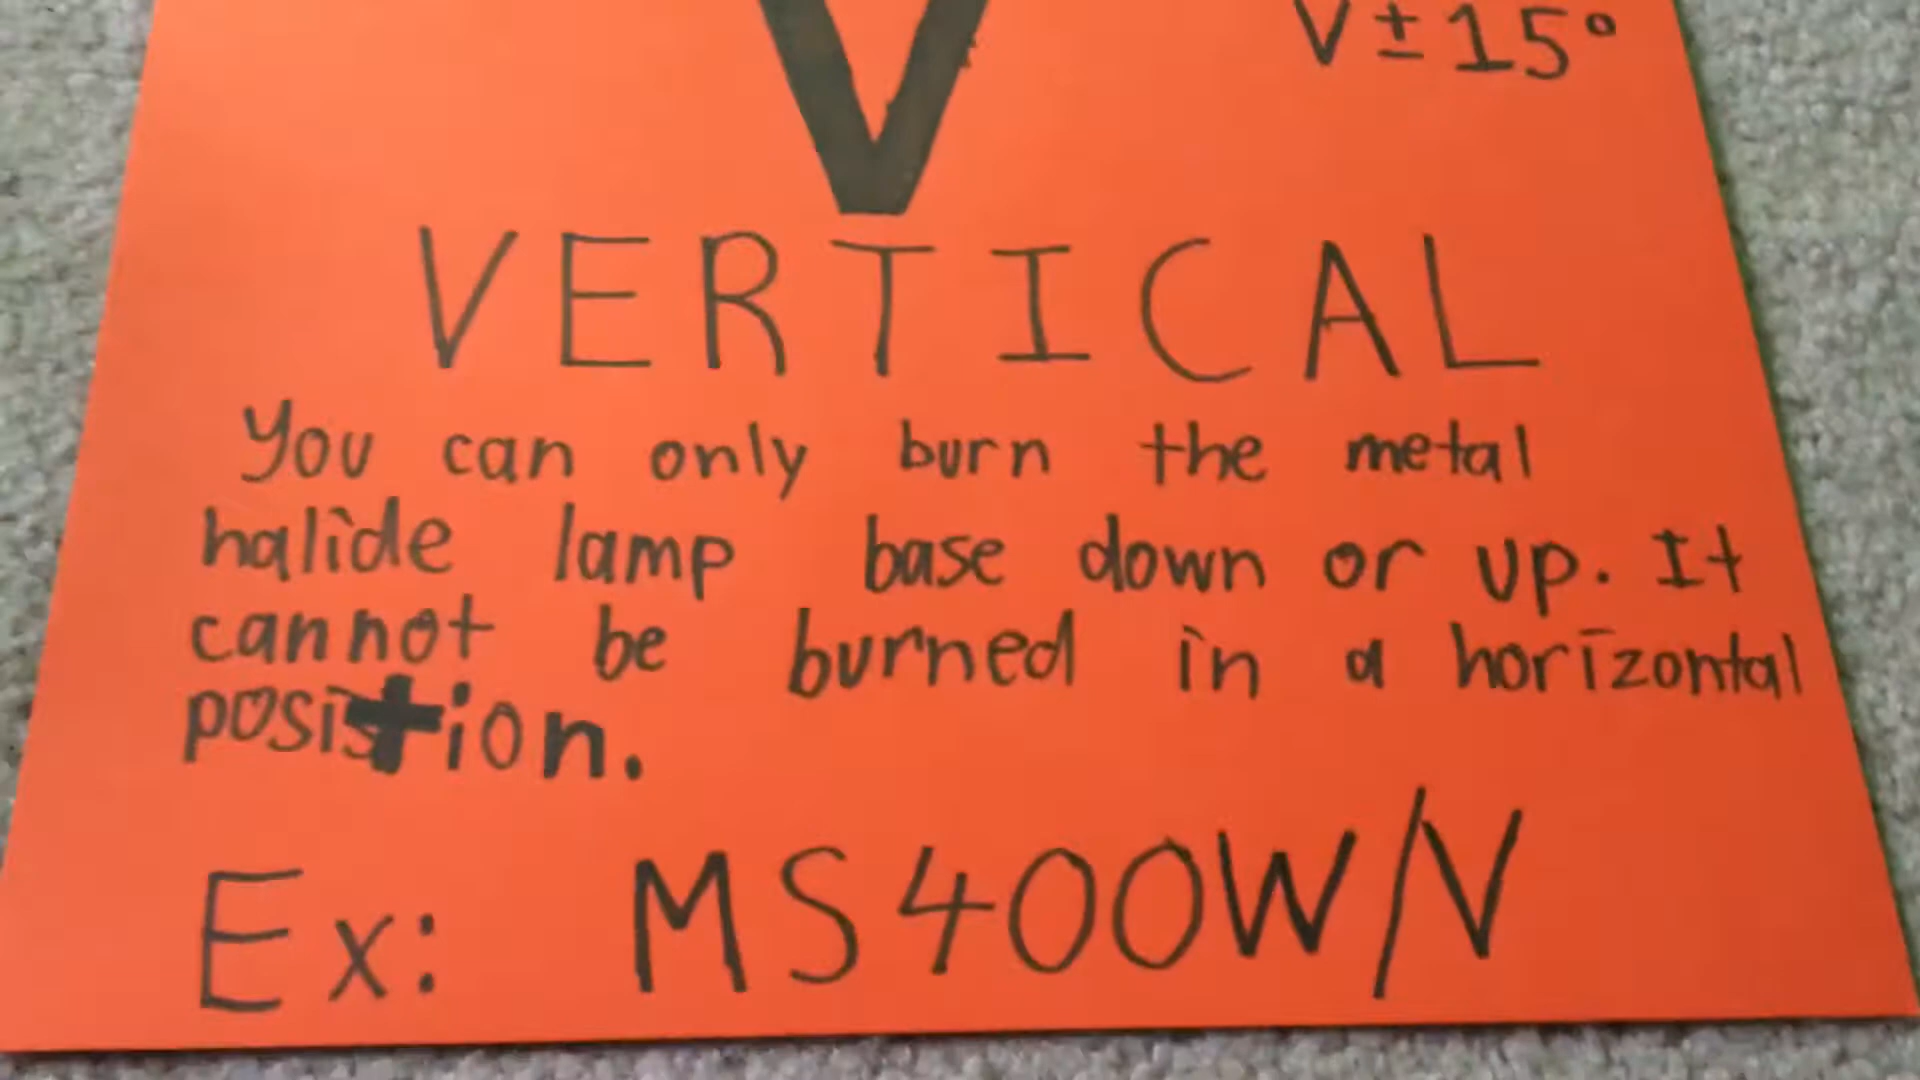 V
V±15°
VERTICAL
You can only burn the metal
halide lamp base down or up. It
cannot be burned in a horizontal
position.
Ex: MS400W/V